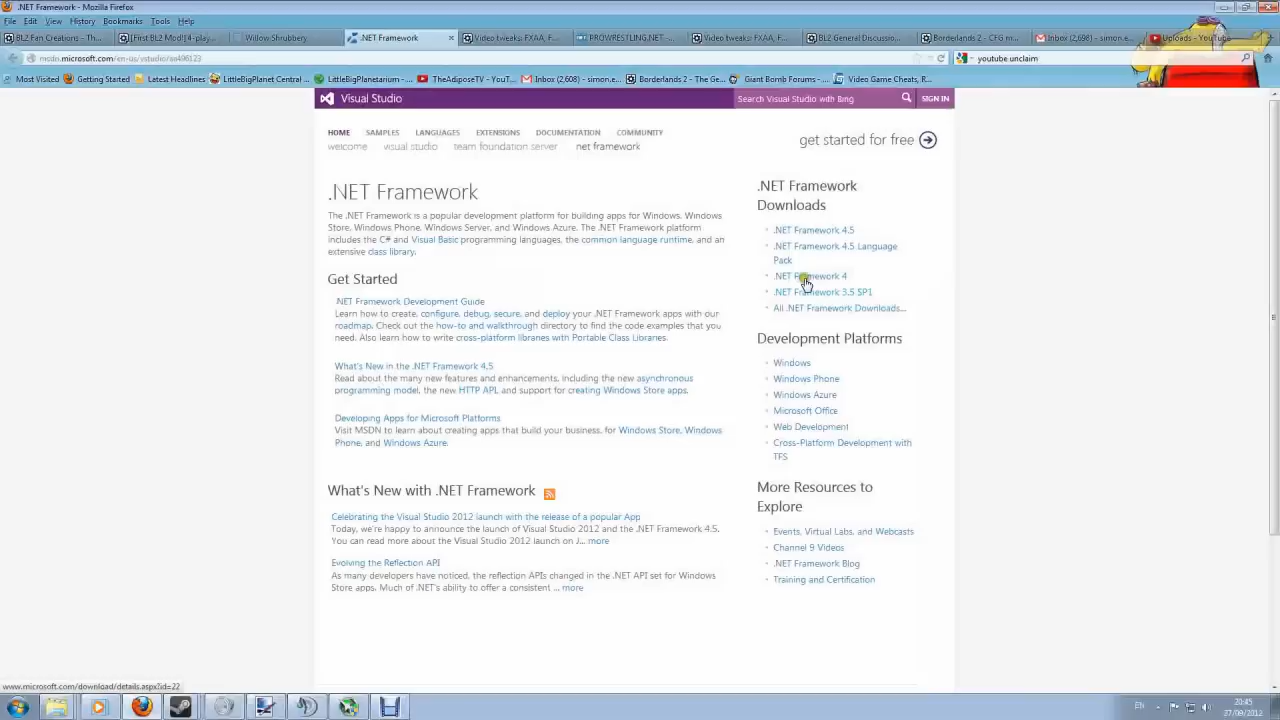 .NET Framework - Mozilla Firefox
File Edit View History Bookmarks Tools Help
BL2 Fan Creations - Th...
[First BL2 Mod! [4-play...
Willow Shrubbery
.NET Framework
Video tweaks: FXAA, F...
PROWRESTLING.NET - ...
Video tweaks: FXAA, F...
BL2 General Discussio...
Borderlands 2 - CFG m...
Inbox (2,608) - simon.e...
Uploads - YouTube
msdn.microsoft.com/en-us/vstudio/aa496123
youtube unclaim
Most Visited Getting Started Latest Headlines LittleBigPlanet Central ... LittleBigPlanetarium - ... TheAdiposTV - YouT... Inbox (2,608) - simon.e... Borderlands 2 - The Ge... Giant Bomb Forums - ... Video Game Cheats, R...
Visual Studio
Search Visual Studio with Bing
SIGN IN
HOME SAMPLES LANGUAGES EXTENSIONS DOCUMENTATION COMMUNITY
welcome visual studio team foundation server net framework
get started for free
.NET Framework
The .NET Framework is a popular development platform for building apps for Windows, Windows
Store, Windows Phone, Windows Server, and Windows Azure. The .NET Framework platform
includes the C# and Visual Basic programming languages, the common language runtime, and an
extensive class library.
Get Started
.NET Framework Development Guide
Learn how to create, configure, debug, secure, and deploy your .NET Framework apps with our
roadmap. Check out the how-to and walkthrough directory to find the code examples that you
need. Also learn how to write cross-platform libraries with Portable Class Libraries.
What's New in the .NET Framework 4.5
Read about the many new features and enhancements, including the new asynchronous
programming model, the new HTTP API, and support for creating Windows Store apps.
Developing Apps for Microsoft Platforms
Visit MSDN to learn about creating apps that build your business, for Windows Store, Windows
Phone, and Windows Azure.
What's New with .NET Framework
Celebrating the Visual Studio 2012 launch with the release of a popular App
Today, we're happy to announce the launch of Visual Studio 2012 and the .NET Framework 4.5.
You can read more about the Visual Studio 2012 launch on J... more
Evolving the Reflection API
As many developers have noticed, the reflection APIs changed in the .NET API set for Windows
Store apps. Much of .NET's ability to offer a consistent ... more
.NET Framework
Downloads
.NET Framework 4.5
.NET Framework 4.5 Language
Pack
.NET Framework 4
.NET Framework 3.5 SP1
All .NET Framework Downloads...
Development Platforms
Windows
Windows Phone
Windows Azure
Microsoft Office
Web Development
Cross-Platform Development with
TFS
More Resources to
Explore
Events, Virtual Labs, and Webcasts
Channel 9 Videos
.NET Framework Blog
Training and Certification
www.microsoft.com/download/details.aspx?id=22
EN
20:45
27/09/2012